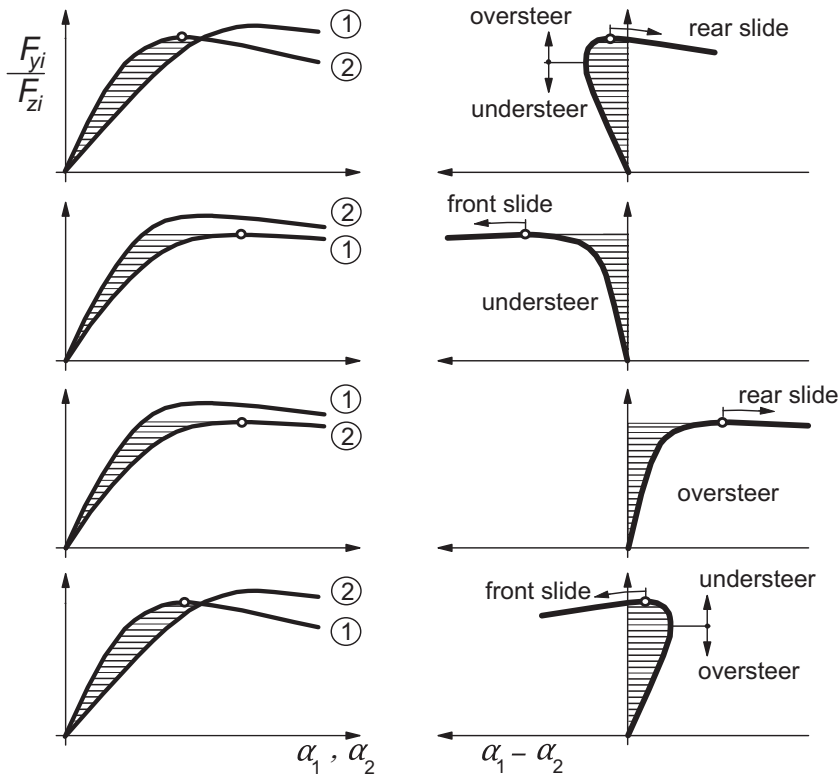 F_yi
F_zi
①
②
oversteer
rear slide
understeer
②
①
front slide
understeer
①
②
rear slide
oversteer
②
①
front slide
understeer
oversteer
α_1 , α_2
α_1 − α_2